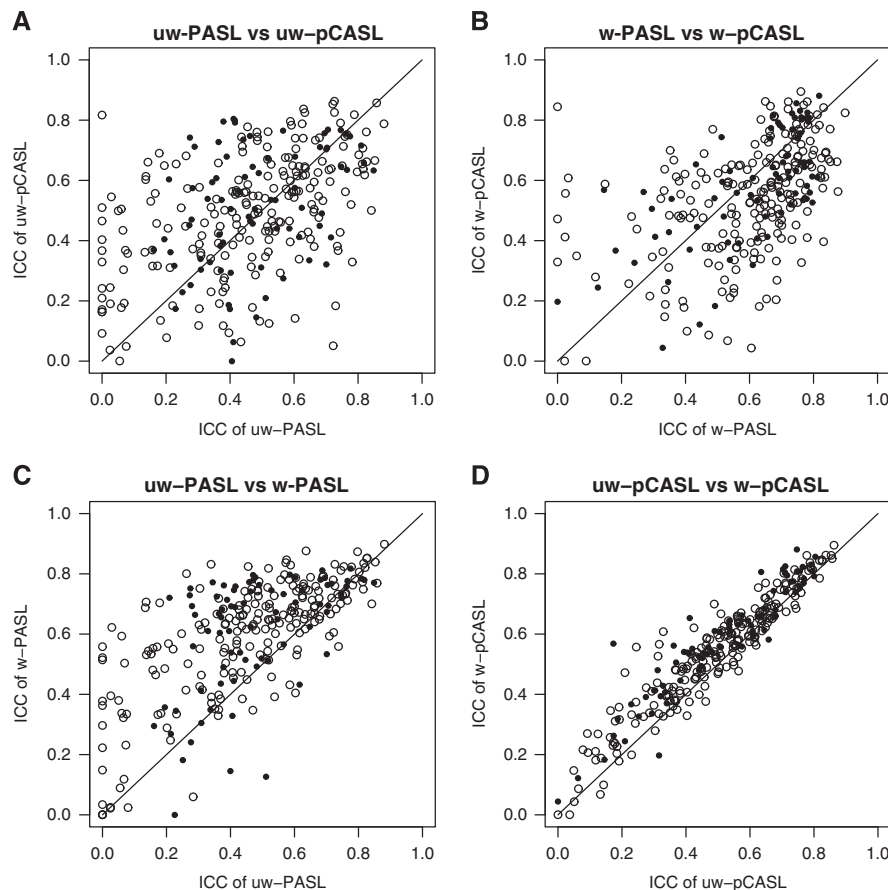 A
uw-PASL vs uw–pCASL
1.0
0.8
0.6
0.4
0.2
0.0
ICC of uw–pCASL
0.0 0.2 0.4 0.6 0.8 1.0
ICC of uw–PASL
B
w-PASL vs w–pCASL
1.0
0.8
0.6
0.4
0.2
0.0
ICC of w-pCASL
0.0 0.2 0.4 0.6 0.8 1.0
ICC of w–PASL
C
uw–PASL vs w-PASL
1.0
0.8
0.6
0.4
0.2
0.0
ICC of w–PASL
0.0 0.2 0.4 0.6 0.8 1.0
ICC of uw–PASL
D
uw–pCASL vs w–pCASL
1.0
0.8
0.6
0.4
0.2
0.0
ICC of w–pCASL
0.0 0.2 0.4 0.6 0.8 1.0
ICC of uw–pCASL